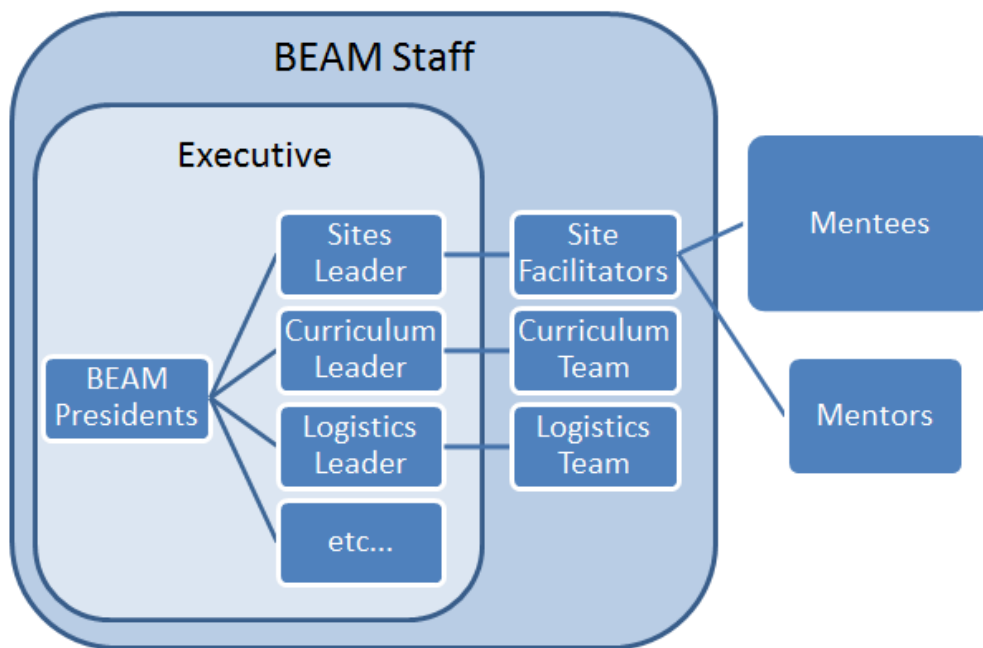 BEAM Staff
Executive
Sites
Leader
Site
Facilitators
Mentees
Curriculum
Leader
Curriculum
Team
BEAM
Presidents
Mentors
Logistics
Leader
Logistics
Team
etc...